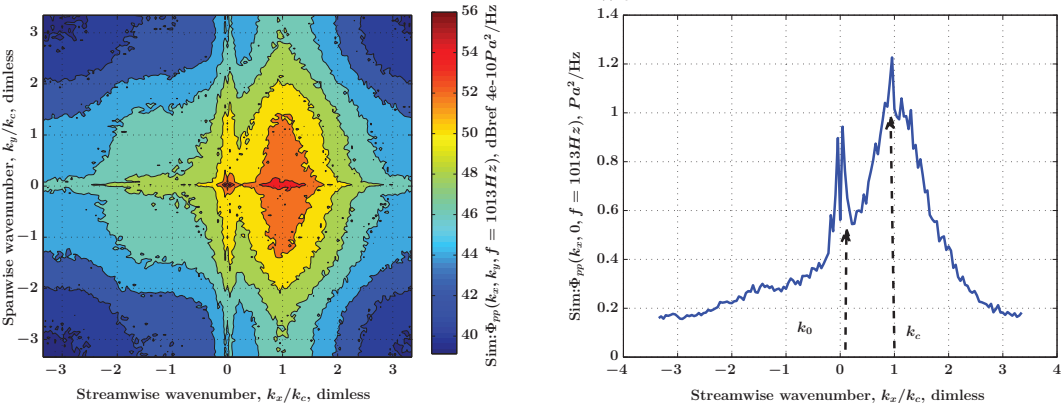 3
2
1
0
−1
−2
−3
−3 −2 −1 0 1 2 3
Spanwise wavenumber, k_y/k_c, dimless
Streamwise wavenumber, k_x/k_c, dimless
56
54
52
50
48
46
44
42
40
Sim:Φ_pp(k_x, k_y, f = 1013Hz), dBref 4e-10Pa²/Hz
1.4
1.2
1
0.8
0.6
0.4
0.2
0
−4 −3 −2 −1 0 1 2 3 4
Sim:Φ_pp(k_x, 0, f = 1013Hz), Pa²/Hz
k_0
k_c
Streamwise wavenumber, k_x/k_c, dimless